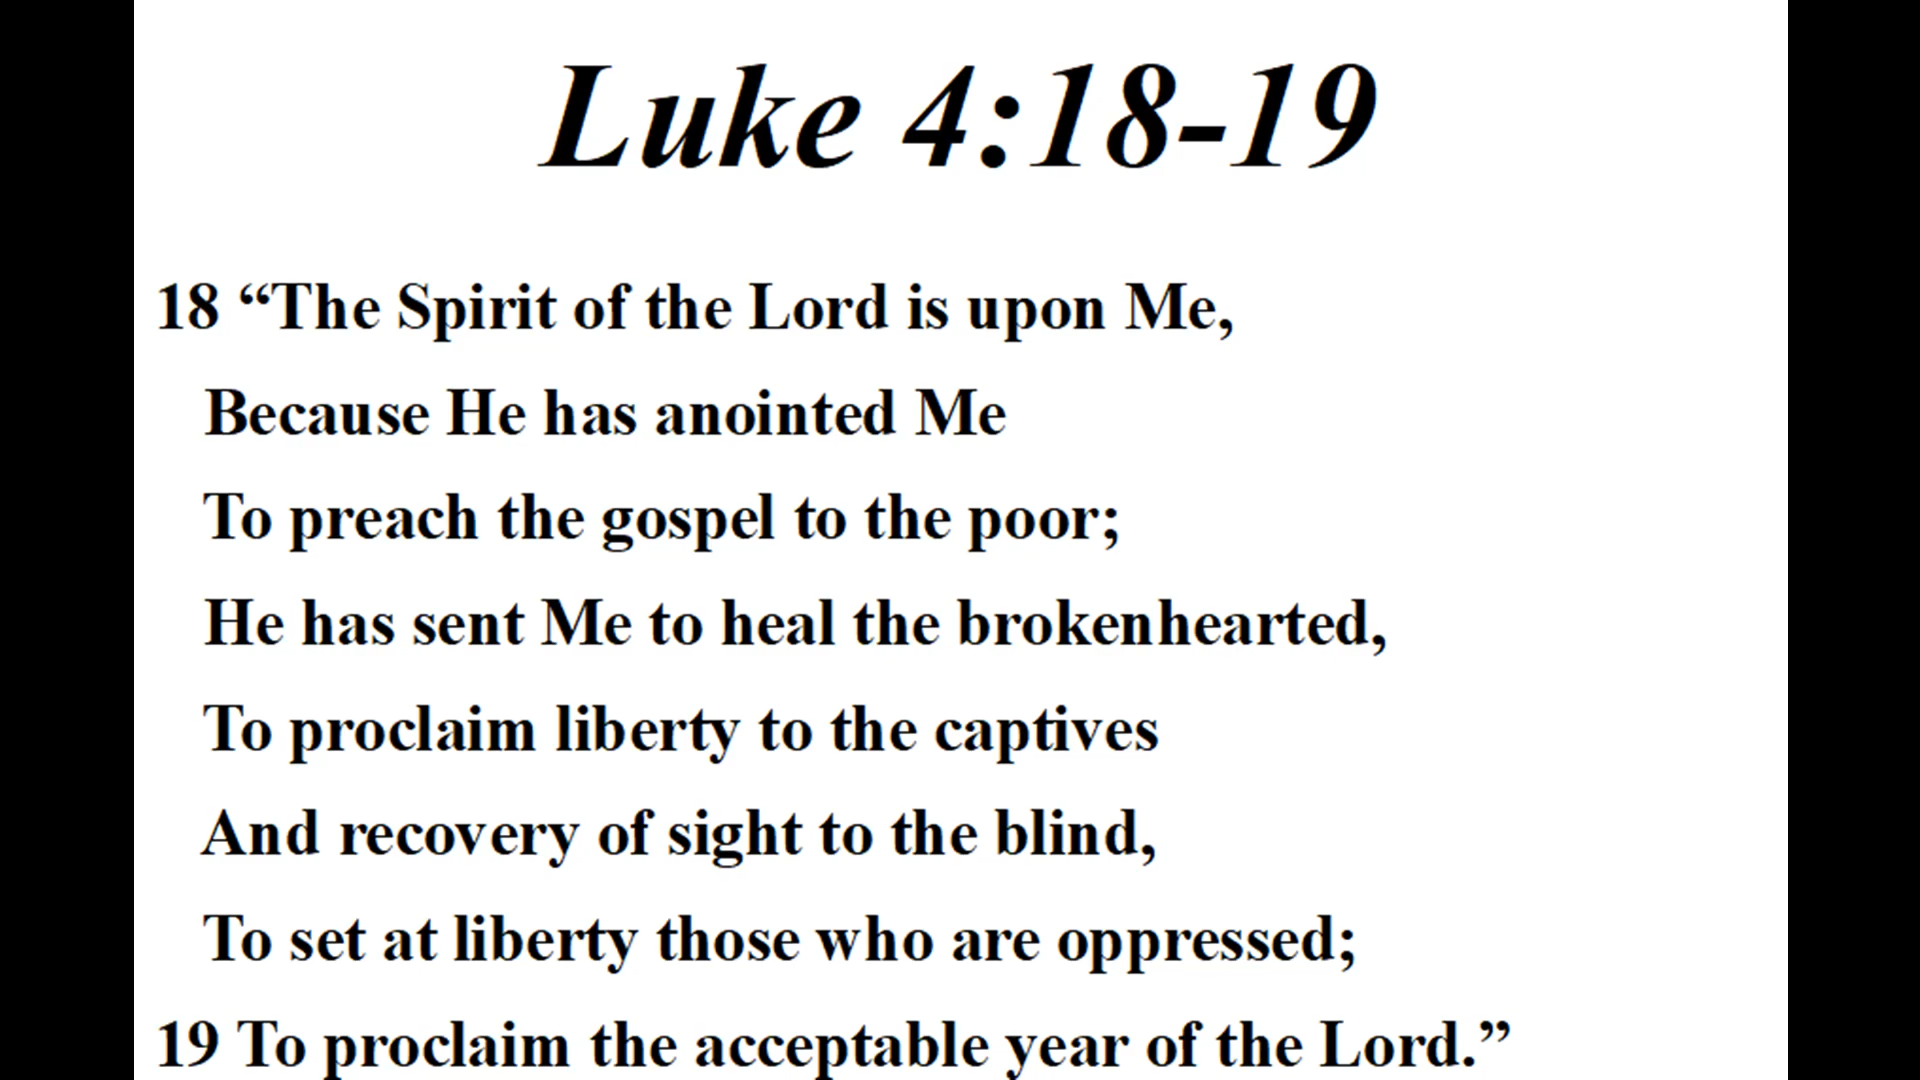 Luke 4:18-19
18 “The Spirit of the Lord is upon Me,
Because He has anointed Me
To preach the gospel to the poor;
He has sent Me to heal the brokenhearted,
To proclaim liberty to the captives
And recovery of sight to the blind,
To set at liberty those who are oppressed;
19 To proclaim the acceptable year of the Lord.”